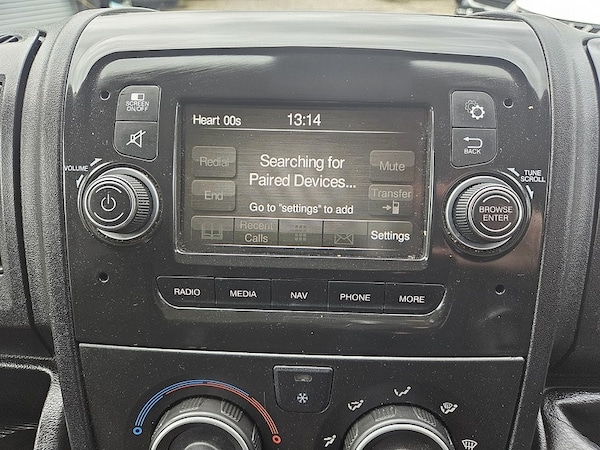 SCREEN
ON/OFF
VOLUME
Heart 00s 13:14
Redial
Searching for
Paired Devices...
Mute
End
Transfer
Go to "settings" to add
Recent
Calls
Settings
BACK
TUNE
SCROLL
BROWSE
ENTER
RADIO MEDIA NAV PHONE MORE